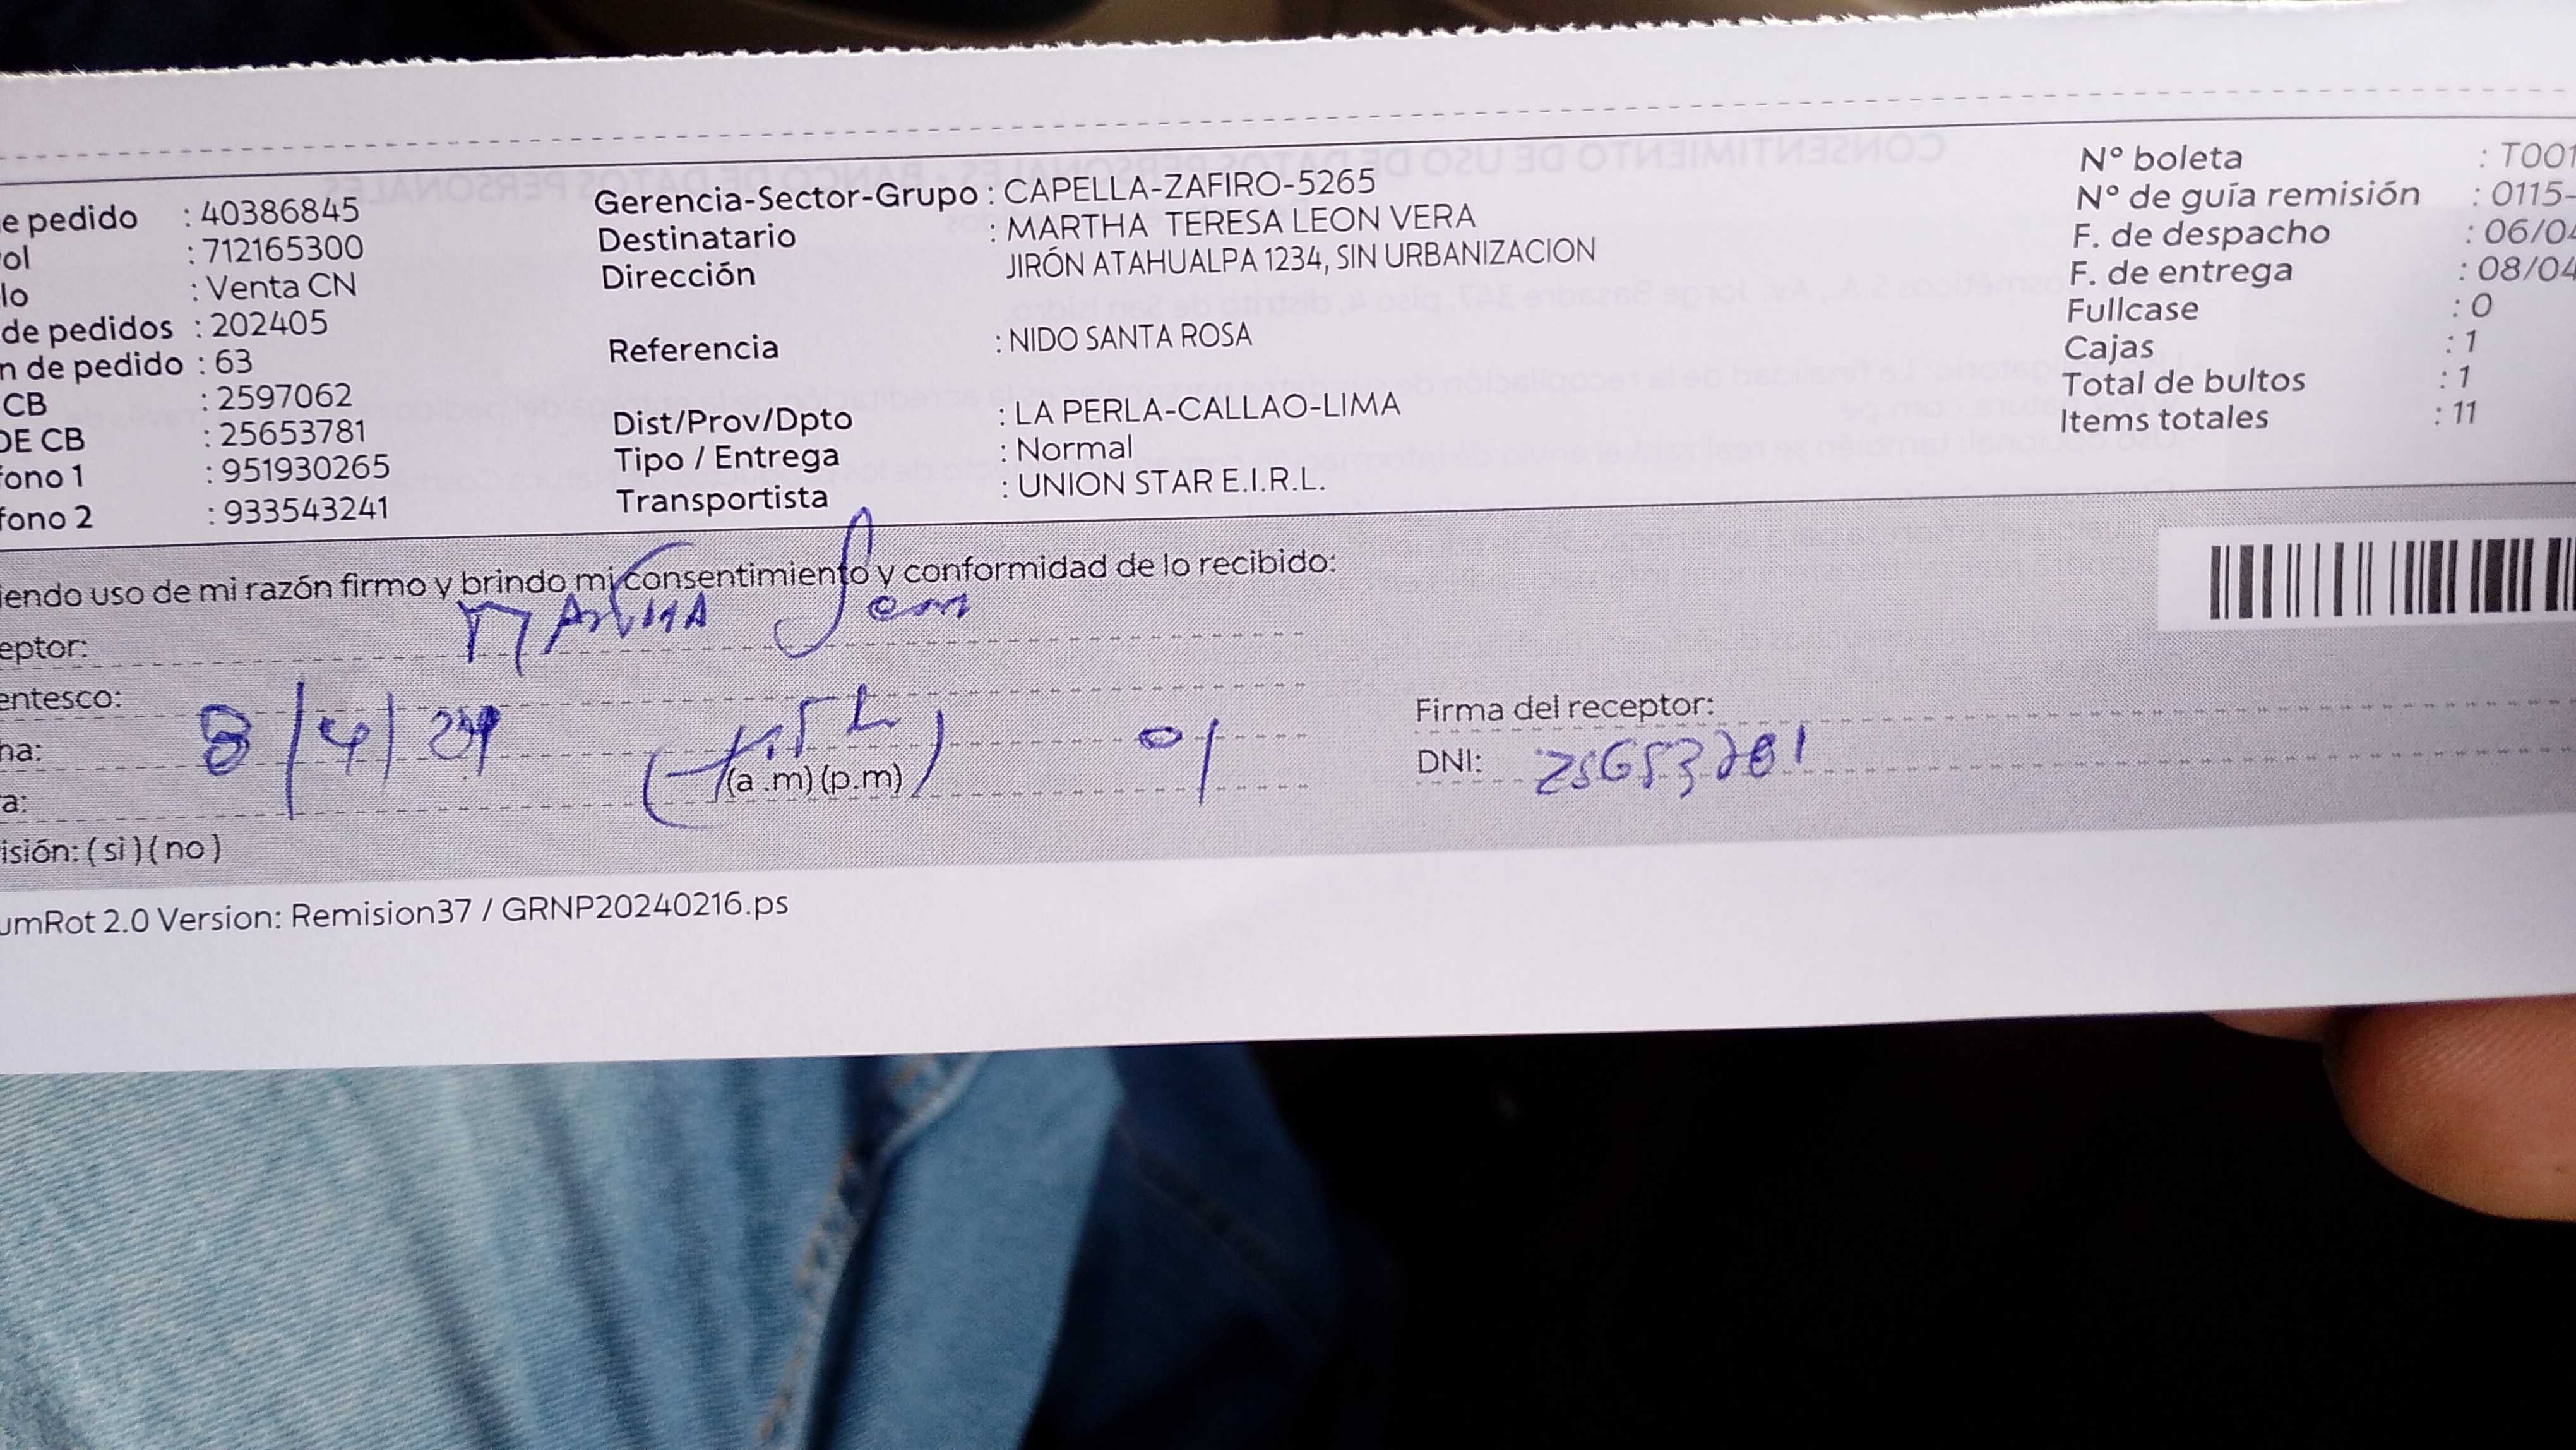 e pedido : 40386845
ol : 712165300
lo : Venta CN
de pedidos : 202405
n de pedido : 63
CB : 2597062
DE CB : 25653781
fono 1 : 951930265
fono 2 : 933543241
Gerencia-Sector-Grupo : CAPELLA-ZAFIRO-5265
Destinatario : MARTHA TERESA LEON VERA
Dirección JIRÓN ATAHUALPA 1234, SIN URBANIZACION
Referencia : NIDO SANTA ROSA
Dist/Prov/Dpto : LA PERLA-CALLAO-LIMA
Tipo / Entrega : Normal
Transportista : UNION STAR E.I.R.L.
N° boleta : T001
N° de guía remisión : 0115-
F. de despacho : 06/04
F. de entrega : 08/04
Fullcase : 0
Cajas : 1
Total de bultos : 1
Items totales : 11
iendo uso de mi razón firmo y brindo mi consentimiento y conformidad de lo recibido:
eptor: MARTHA Leon
entesco:
ha: 8/4/24
a: (a .m) (p.m) 01
isión: ( si ) ( no )
Firma del receptor:
DNI: 25653781
umRot 2.0 Version: Remision37 / GRNP20240216.ps